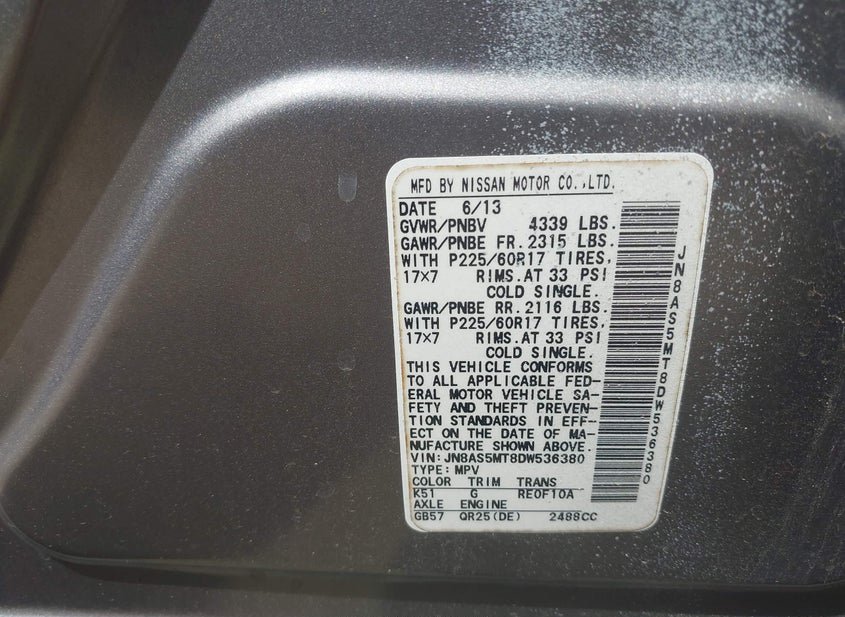 MFD BY NISSAN MOTOR CO.,LTD.
DATE 6/13
GVWR/PNBV 4339 LBS.
GAWR/PNBE FR. 2315 LBS.
WITH P225/60R17 TIRES,
17×7 RIMS. AT 33 PSI
COLD SINGLE.
GAWR/PNBE RR. 2116 LBS.
WITH P225/60R17 TIRES,
17×7 RIMS. AT 33 PSI
COLD SINGLE.
THIS VEHICLE CONFORMS
TO ALL APPLICABLE FED-
ERAL MOTOR VEHICLE SA-
FETY AND THEFT PREVEN-
TION STANDARDS IN EFF-
ECT ON THE DATE OF MA-
NUFACTURE SHOWN ABOVE.
VIN: JN8AS5MT8DW536380
TYPE: MPV
COLOR TRIM TRANS
K51 G RE0F10A
AXLE ENGINE
GB57 QR25(DE) 2488CC
JN8AS5MT8DW536380